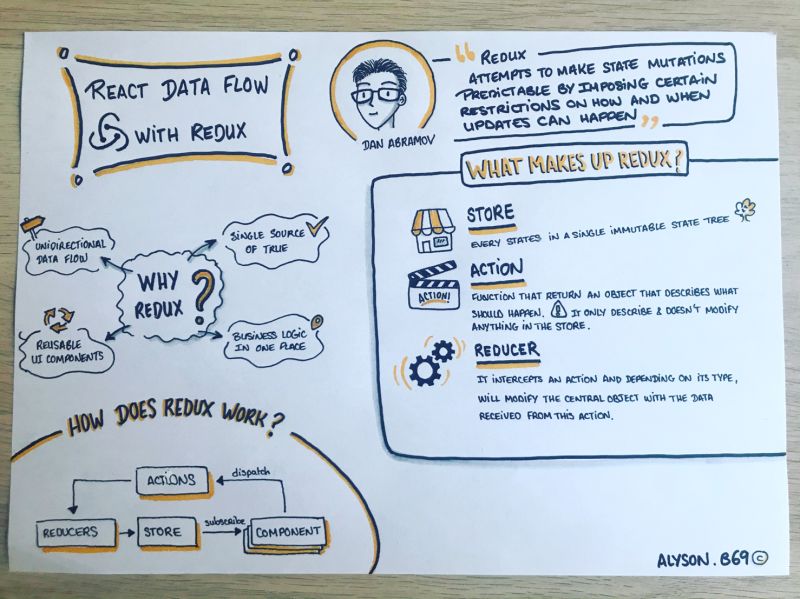 REACT DATA FLOW
WITH REDUX
DAN ABRAMOV
“ REDUX
ATTEMPTS TO MAKE STATE MUTATIONS
PREDICTABLE BY IMPOSING CERTAIN
RESTRICTIONS ON HOW AND WHEN
UPDATES CAN HAPPEN ”
WHY
REDUX ?
UNIDIRECTIONAL
DATA FLOW
SINGLE SOURCE
OF TRUE
REUSABLE
UI COMPONENTS
BUSINESS LOGIC
IN ONE PLACE
WHAT MAKES UP REDUX?
STORE
EVERY STATES IN A SINGLE IMMUTABLE STATE TREE
ACTION!
ACTION
FUNCTION THAT RETURN AN OBJECT THAT DESCRIBES WHAT
SHOULD HAPPEN. ⚠ IT ONLY DESCRIBE & DOESN'T MODIFY
ANYTHING IN THE STORE.
REDUCER
IT INTERCEPTS AN ACTION AND DEPENDING ON ITS TYPE,
WILL MODIFY THE CENTRAL OBJECT WITH THE DATA
RECEIVED FROM THIS ACTION.
HOW DOES REDUX WORK?
ACTIONS
dispatch
REDUCERS
STORE
subscribe
COMPONENT
ALYSON.B69 ©